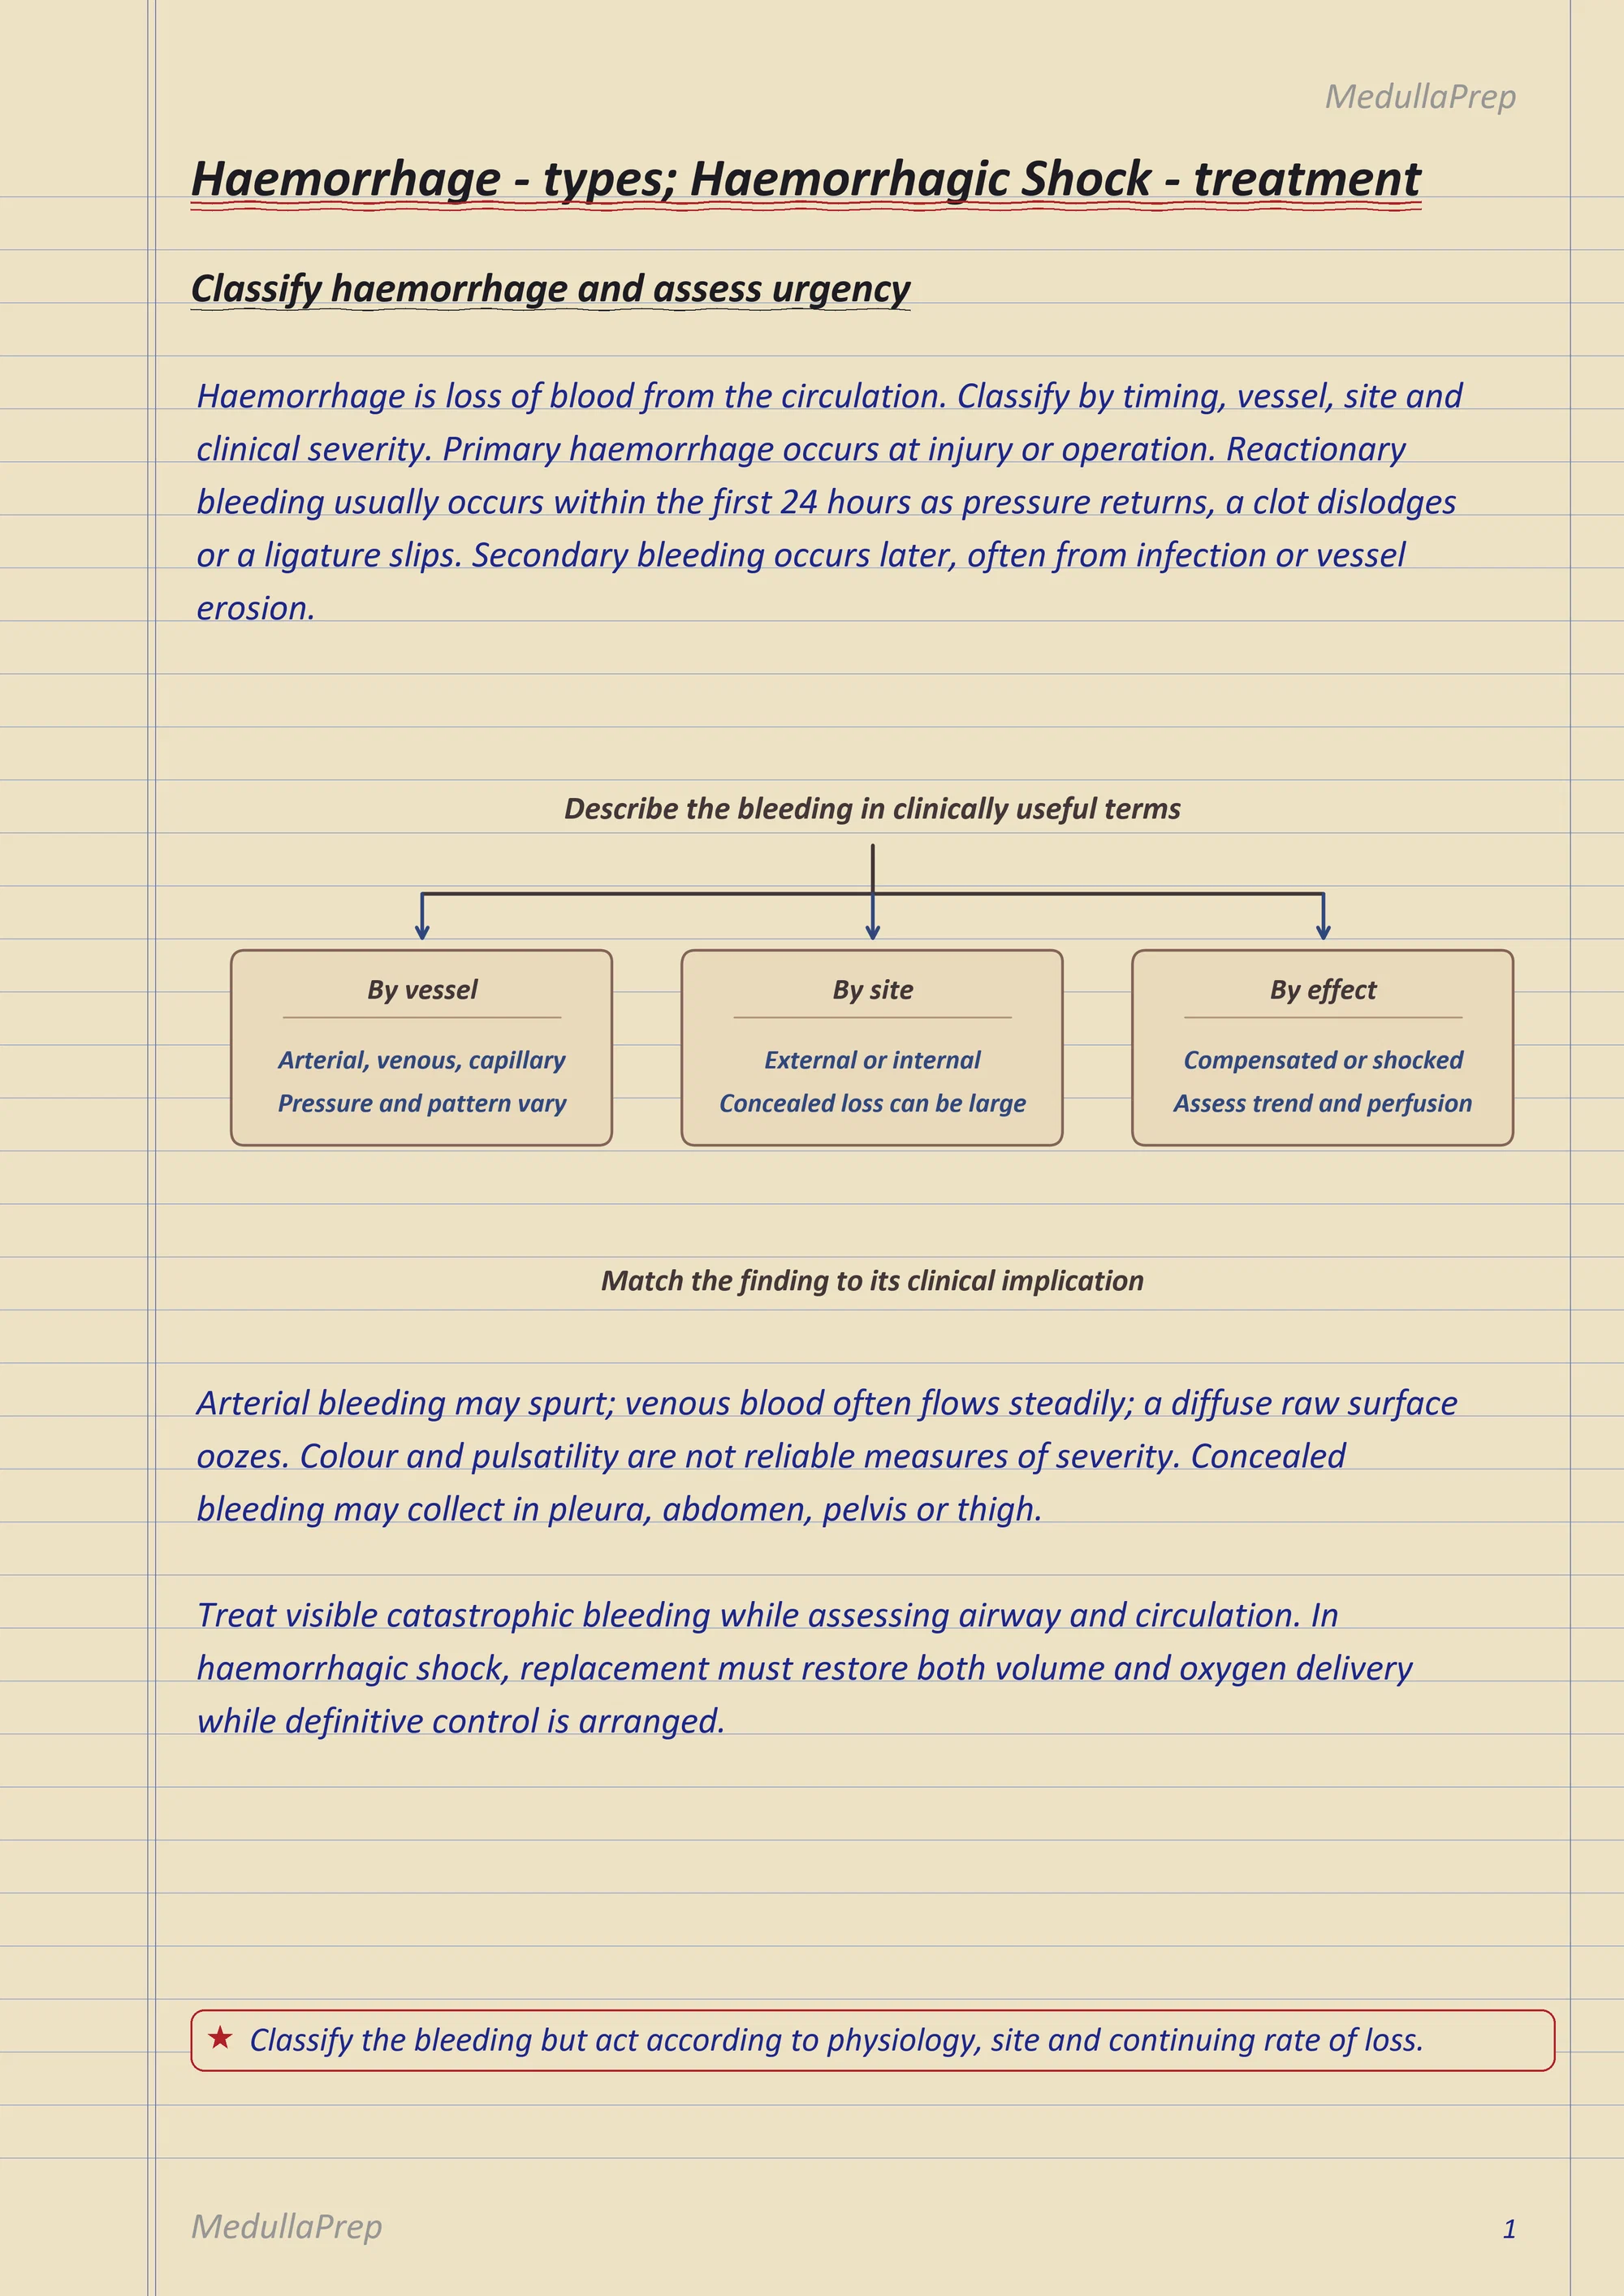 MedullaPrep
Haemorrhage - types; Haemorrhagic Shock - treatment
Classify haemorrhage and assess urgency
Haemorrhage is loss of blood from the circulation. Classify by timing, vessel, site and
clinical severity. Primary haemorrhage occurs at injury or operation. Reactionary
bleeding usually occurs within the first 24 hours as pressure returns, a clot dislodges
or a ligature slips. Secondary bleeding occurs later, often from infection or vessel
erosion.
Describe the bleeding in clinically useful terms
By vessel
Arterial, venous, capillary
Pressure and pattern vary
By site
External or internal
Concealed loss can be large
By effect
Compensated or shocked
Assess trend and perfusion
Match the finding to its clinical implication
Arterial bleeding may spurt; venous blood often flows steadily; a diffuse raw surface
oozes. Colour and pulsatility are not reliable measures of severity. Concealed
bleeding may collect in pleura, abdomen, pelvis or thigh.
Treat visible catastrophic bleeding while assessing airway and circulation. In
haemorrhagic shock, replacement must restore both volume and oxygen delivery
while definitive control is arranged.
★ Classify the bleeding but act according to physiology, site and continuing rate of loss.
MedullaPrep
1